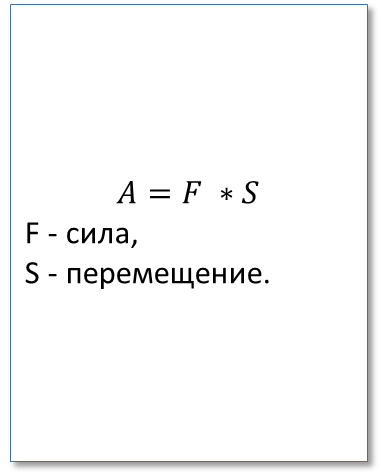 A = F * S
F - сила,
S - перемещение.